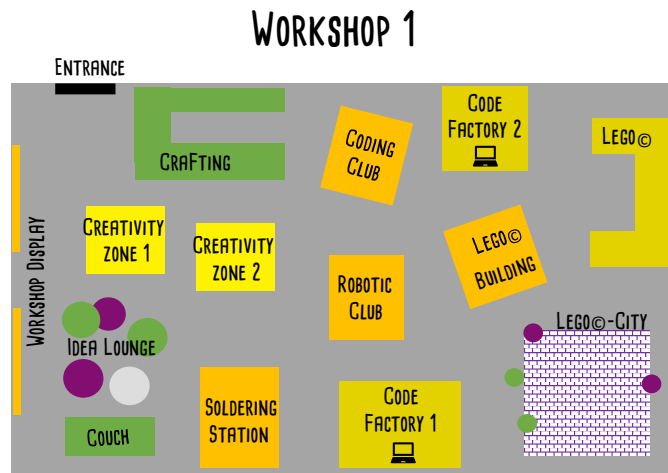 Workshop 1
Entrance
Crafting
Coding
Club
Code
Factory 2
Lego©
Creativity
zone 1
Creativity
zone 2
Lego©
Building
Workshop Display
Robotic
Club
Idea Lounge
Lego©-City
Couch
Soldering
Station
Code
Factory 1